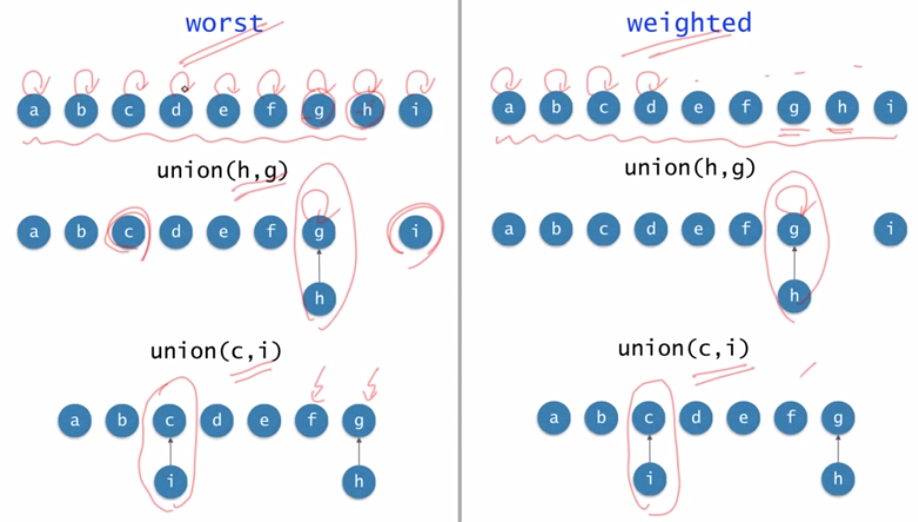 worst
a b c d e f g h i
union(h,g)
a b c d e f g i
h
union(c,i)
a b c d e f g
i h
weighted
a b c d e f g h i
union(h,g)
a b c d e f g i
h
union(c,i)
a b c d e f g
i h